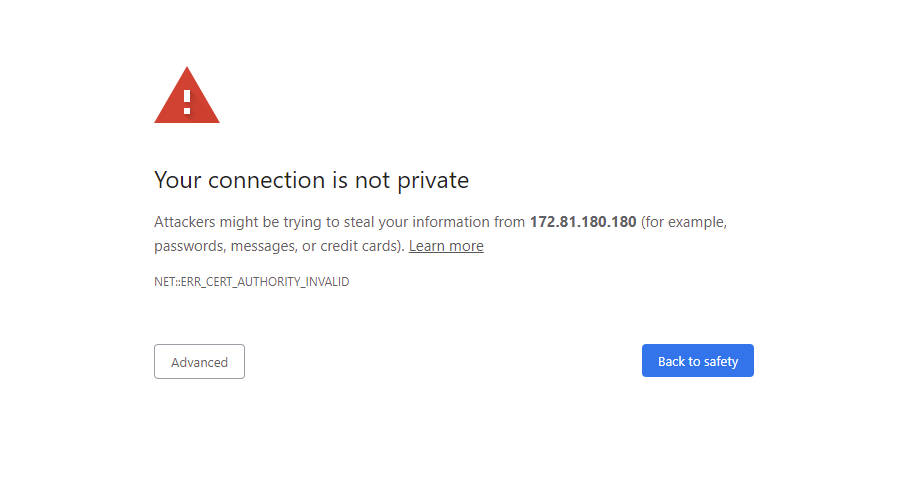 Your connection is not private
Attackers might be trying to steal your information from 172.81.180.180 (for example,
passwords, messages, or credit cards). Learn more
NET::ERR_CERT_AUTHORITY_INVALID
Advanced
Back to safety